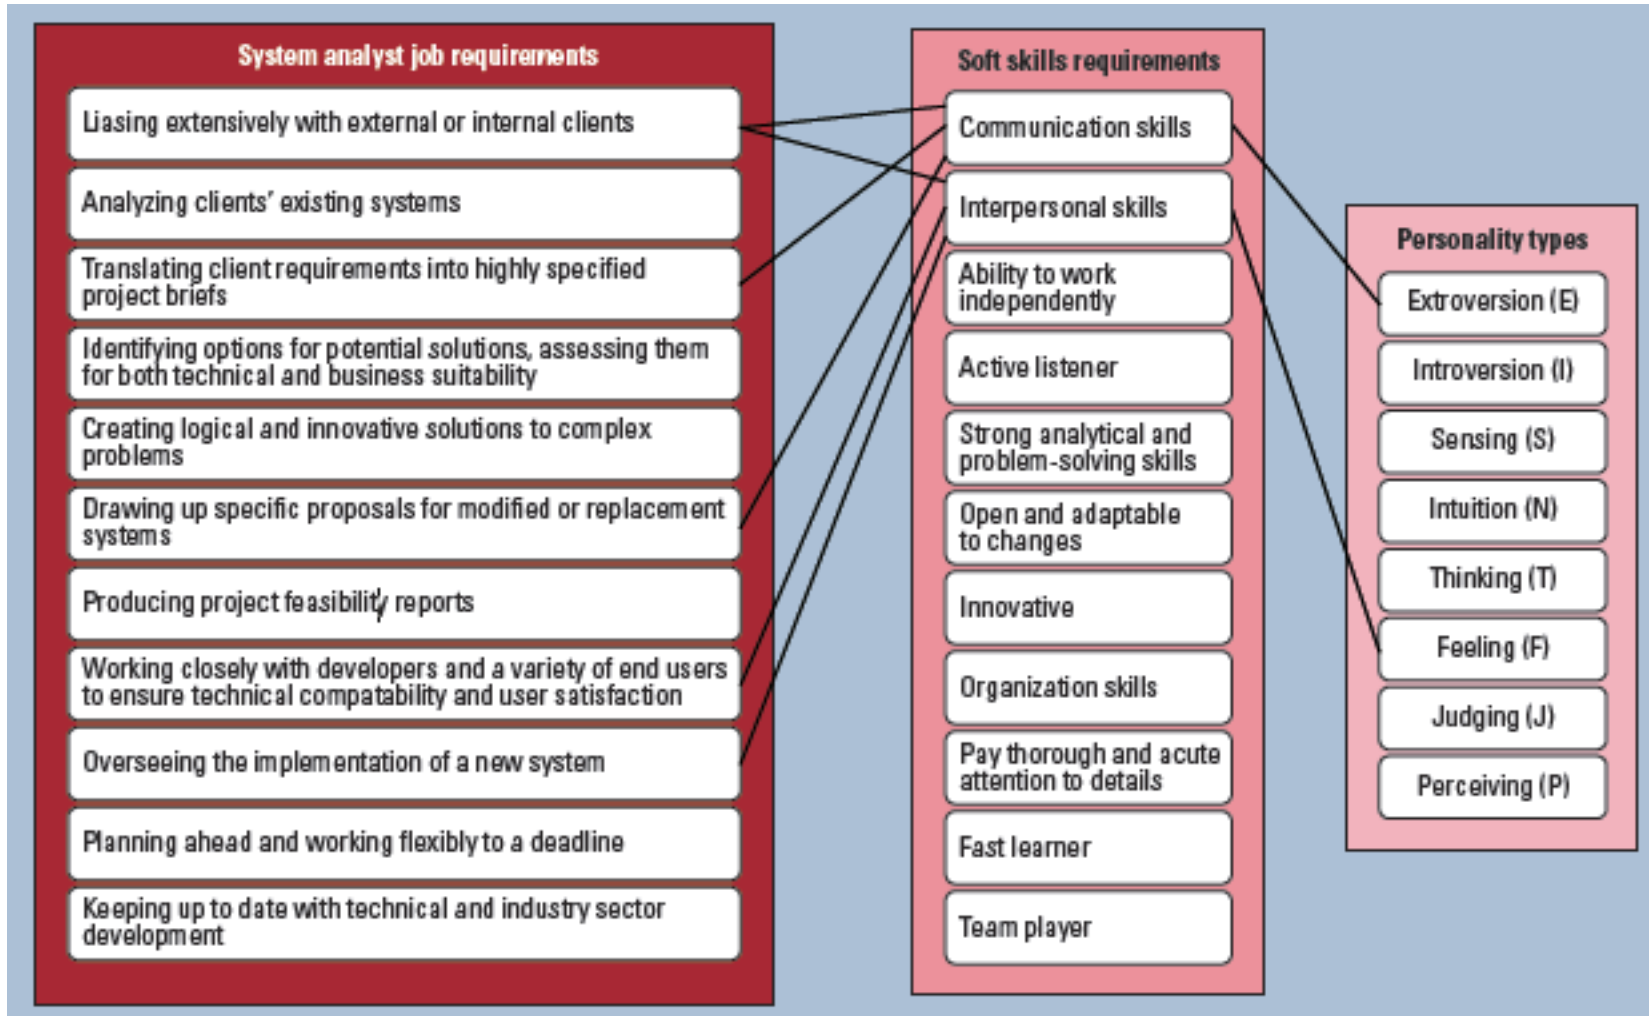 System analyst job requirements
Liasing extensively with external or internal clients
Analyzing clients’ existing systems
Translating client requirements into highly specified
project briefs
Identifying options for potential solutions, assessing them
for both technical and business suitability
Creating logical and innovative solutions to complex
problems
Drawing up specific proposals for modified or replacement
systems
Producing project feasibility reports
Working closely with developers and a variety of end users
to ensure technical compatability and user satisfaction
Overseeing the implementation of a new system
Planning ahead and working flexibly to a deadline
Keeping up to date with technical and industry sector
development
Soft skills requirements
Communication skills
Interpersonal skills
Ability to work
independently
Active listener
Strong analytical and
problem-solving skills
Open and adaptable
to changes
Innovative
Organization skills
Pay thorough and acute
attention to details
Fast learner
Team player
Personality types
Extroversion (E)
Introversion (I)
Sensing (S)
Intuition (N)
Thinking (T)
Feeling (F)
Judging (J)
Perceiving (P)